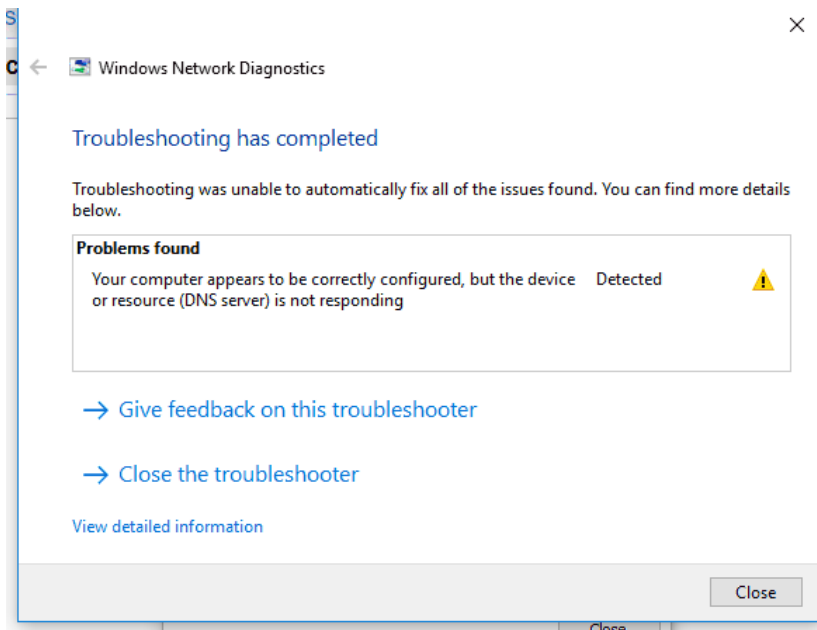 S
C
Windows Network Diagnostics
Troubleshooting has completed
Troubleshooting was unable to automatically fix all of the issues found. You can find more details
below.
Problems found
Your computer appears to be correctly configured, but the device Detected
or resource (DNS server) is not responding
Give feedback on this troubleshooter
Close the troubleshooter
View detailed information
Close
Close